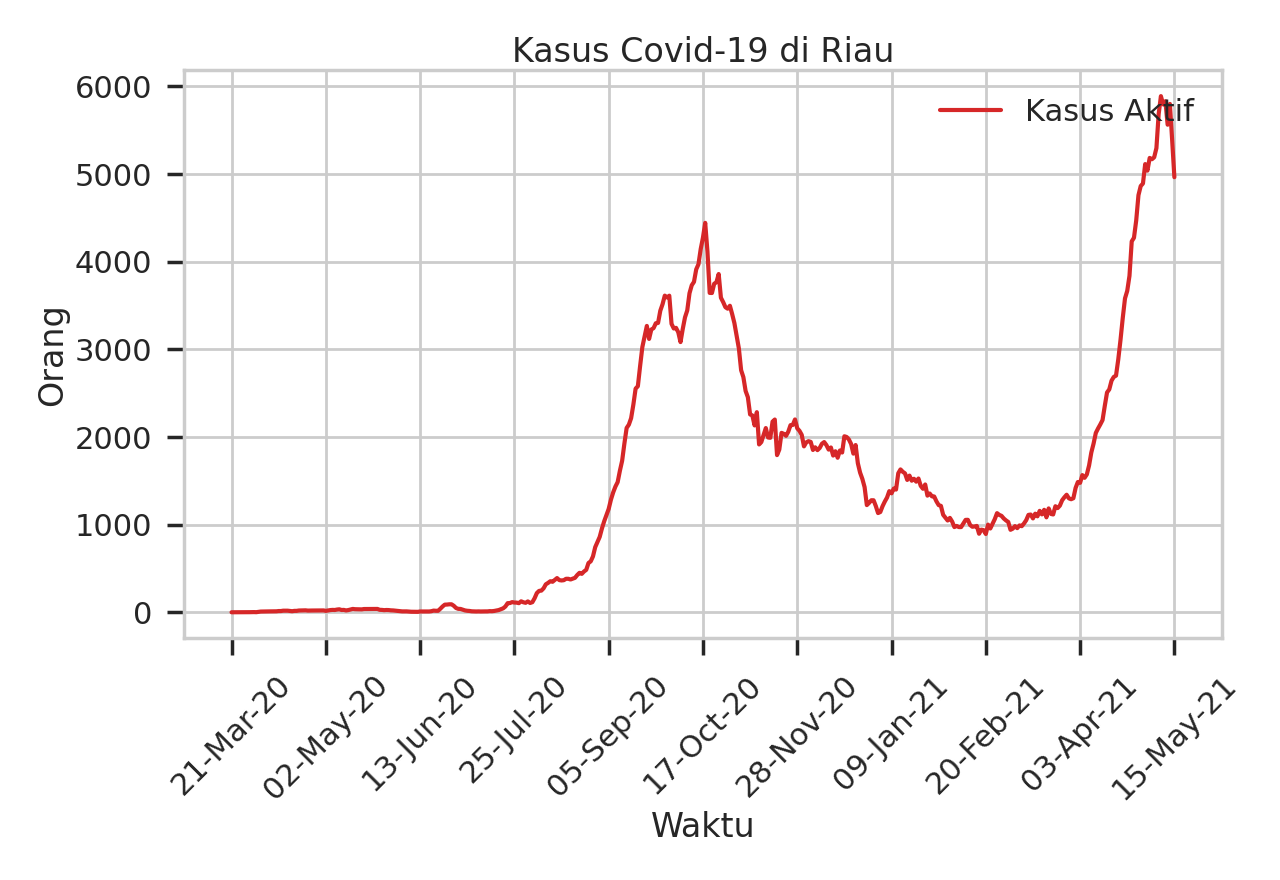 Kasus Covid-19 di Riau
Kasus Aktif
6000
5000
4000
3000
2000
1000
0
Orang
21-Mar-20
02-May-20
13-Jun-20
25-Jul-20
05-Sep-20
17-Oct-20
28-Nov-20
09-Jan-21
20-Feb-21
03-Apr-21
15-May-21
Waktu